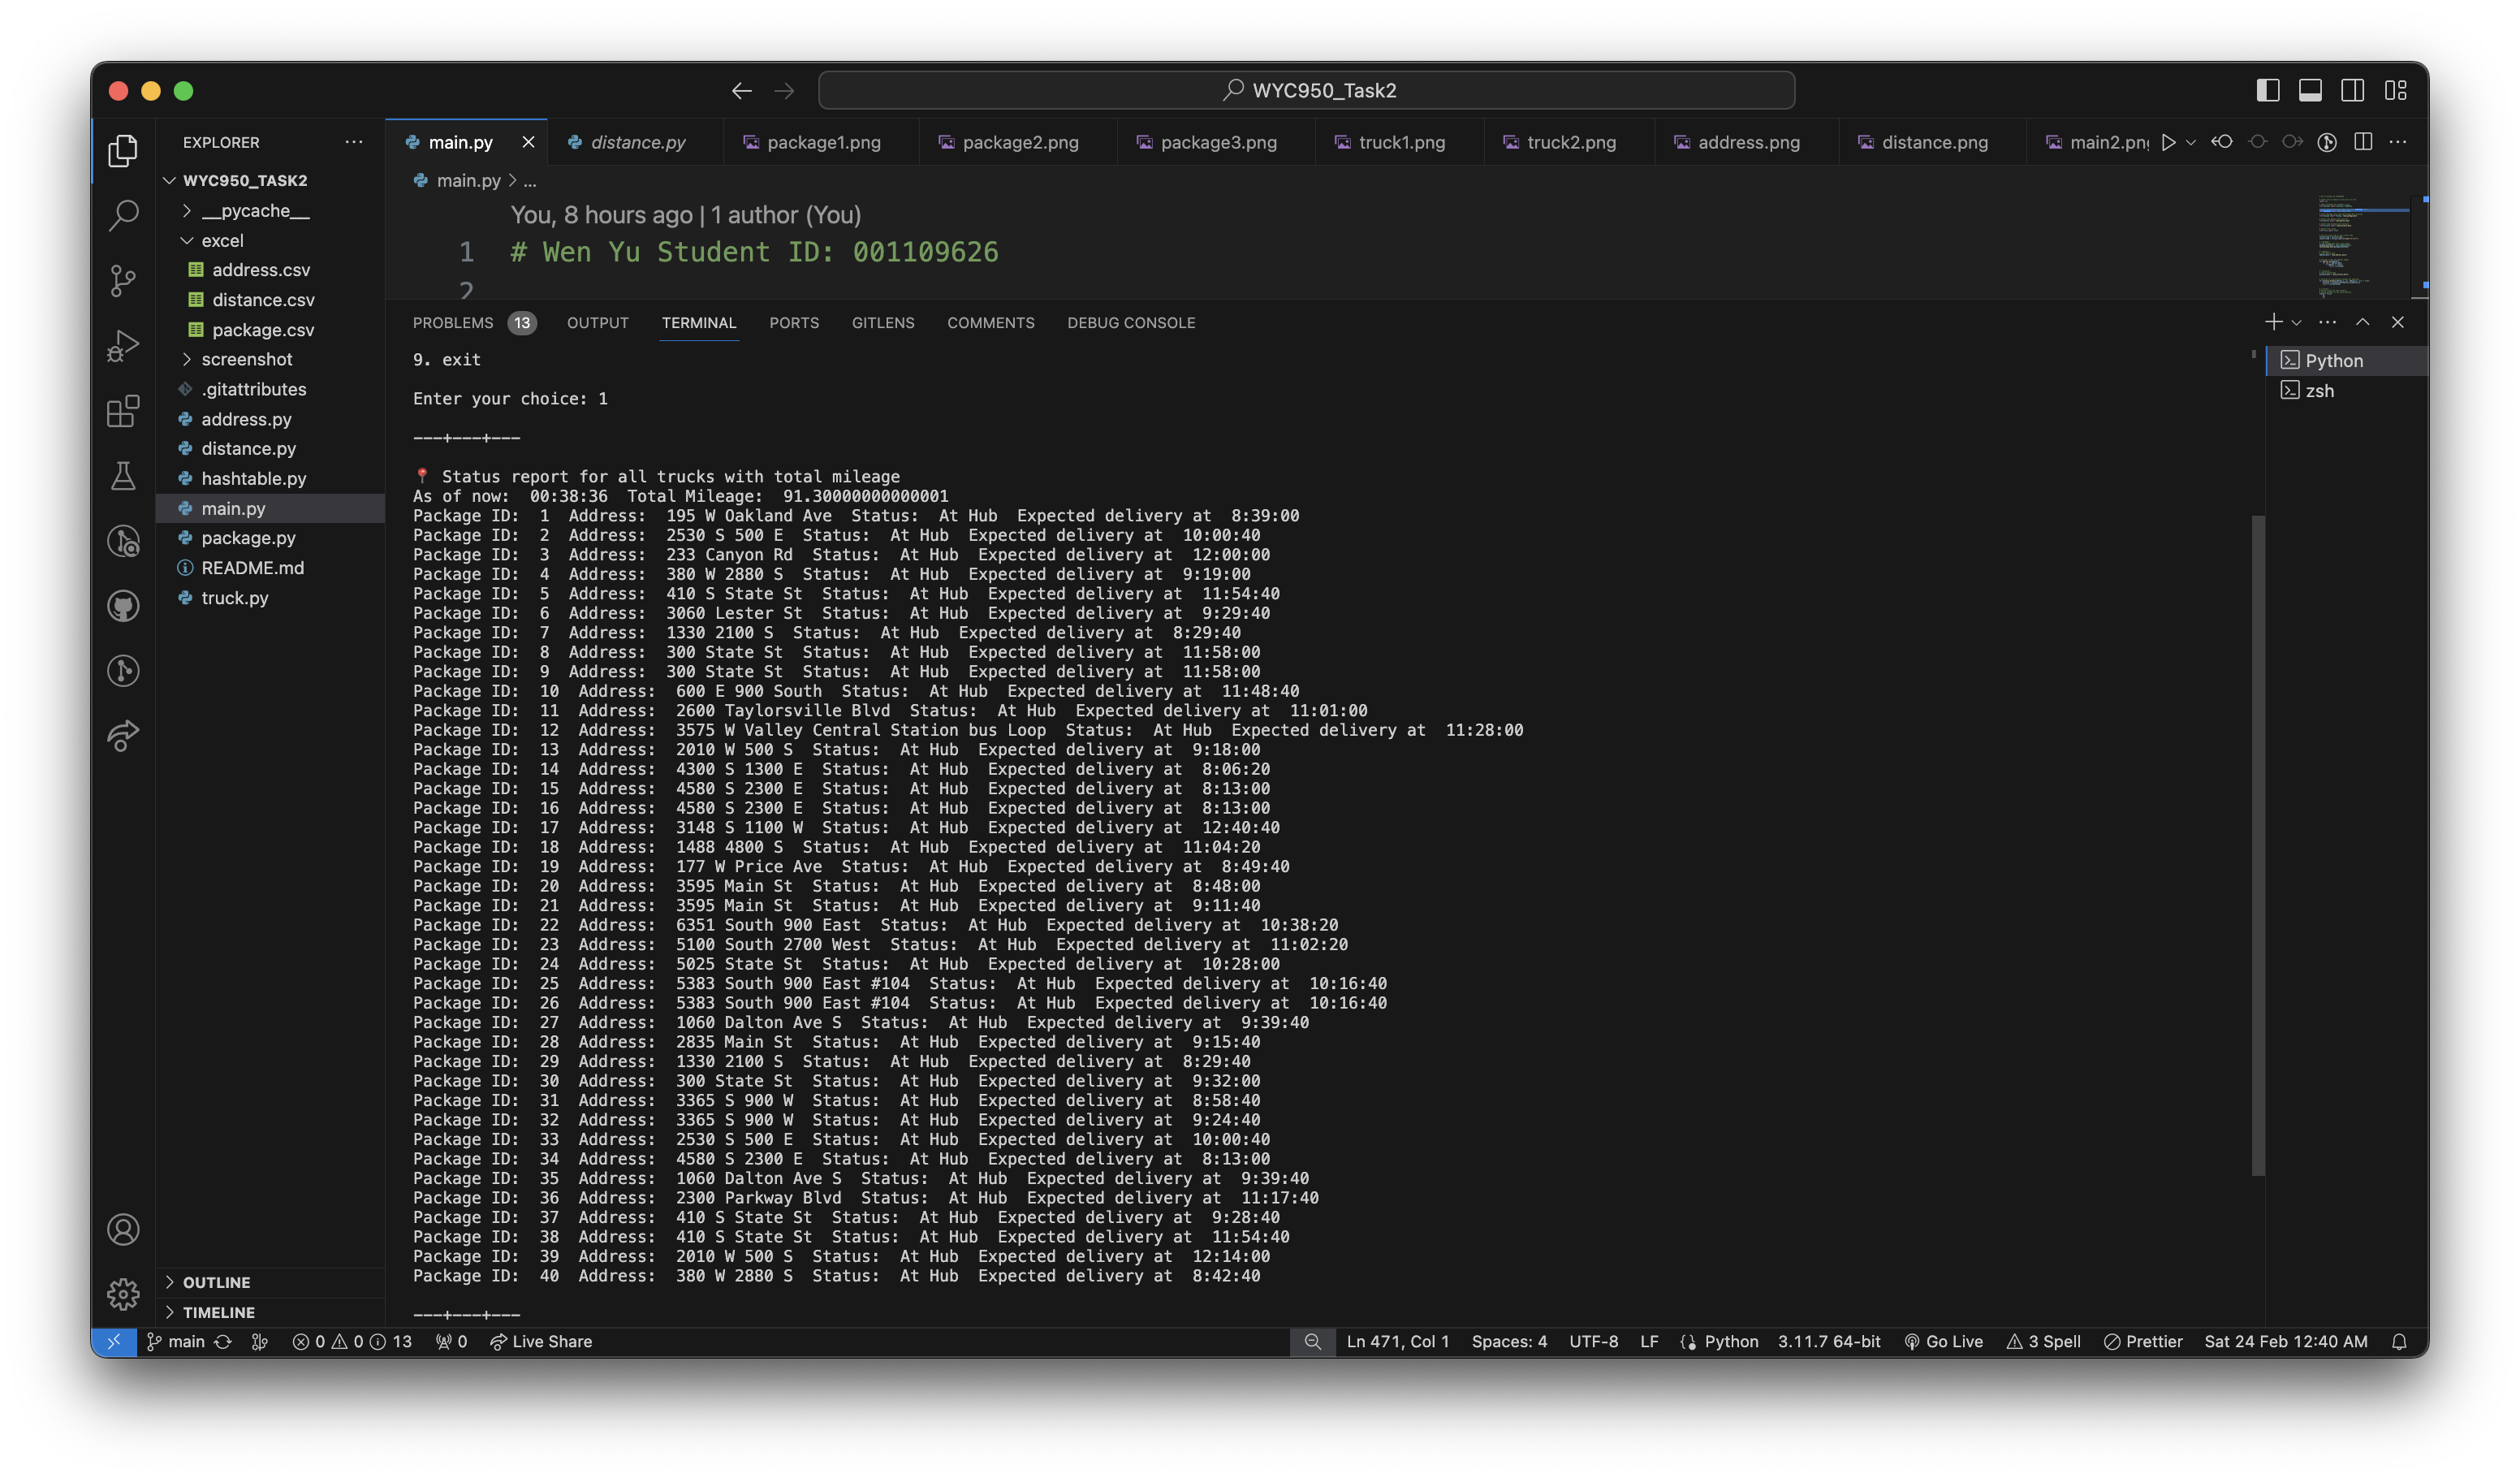 WYC950_Task2
EXPLORER
WYC950_TASK2
__pycache__
excel
address.csv
distance.csv
package.csv
screenshot
.gitattributes
address.py
distance.py
hashtable.py
main.py
package.py
README.md
truck.py
OUTLINE
TIMELINE
main.py distance.py package1.png package2.png package3.png truck1.png truck2.png address.png distance.png main2.pn
main.py > ...
You, 8 hours ago | 1 author (You)
1 # Wen Yu Student ID: 001109626
2
PROBLEMS 13 OUTPUT TERMINAL PORTS GITLENS COMMENTS DEBUG CONSOLE
Python
zsh
9. exit
Enter your choice: 1
---+---+---
Status report for all trucks with total mileage
As of now: 00:38:36 Total Mileage: 91.30000000000001
Package ID: 1 Address: 195 W Oakland Ave Status: At Hub Expected delivery at 8:39:00
Package ID: 2 Address: 2530 S 500 E Status: At Hub Expected delivery at 10:00:40
Package ID: 3 Address: 233 Canyon Rd Status: At Hub Expected delivery at 12:00:00
Package ID: 4 Address: 380 W 2880 S Status: At Hub Expected delivery at 9:19:00
Package ID: 5 Address: 410 S State St Status: At Hub Expected delivery at 11:54:40
Package ID: 6 Address: 3060 Lester St Status: At Hub Expected delivery at 9:29:40
Package ID: 7 Address: 1330 2100 S Status: At Hub Expected delivery at 8:29:40
Package ID: 8 Address: 300 State St Status: At Hub Expected delivery at 11:58:00
Package ID: 9 Address: 300 State St Status: At Hub Expected delivery at 11:58:00
Package ID: 10 Address: 600 E 900 South Status: At Hub Expected delivery at 11:48:40
Package ID: 11 Address: 2600 Taylorsville Blvd Status: At Hub Expected delivery at 11:01:00
Package ID: 12 Address: 3575 W Valley Central Station bus Loop Status: At Hub Expected delivery at 11:28:00
Package ID: 13 Address: 2010 W 500 S Status: At Hub Expected delivery at 9:18:00
Package ID: 14 Address: 4300 S 1300 E Status: At Hub Expected delivery at 8:06:20
Package ID: 15 Address: 4580 S 2300 E Status: At Hub Expected delivery at 8:13:00
Package ID: 16 Address: 4580 S 2300 E Status: At Hub Expected delivery at 8:13:00
Package ID: 17 Address: 3148 S 1100 W Status: At Hub Expected delivery at 12:40:40
Package ID: 18 Address: 1488 4800 S Status: At Hub Expected delivery at 11:04:20
Package ID: 19 Address: 177 W Price Ave Status: At Hub Expected delivery at 8:49:40
Package ID: 20 Address: 3595 Main St Status: At Hub Expected delivery at 8:48:00
Package ID: 21 Address: 3595 Main St Status: At Hub Expected delivery at 9:11:40
Package ID: 22 Address: 6351 South 900 East Status: At Hub Expected delivery at 10:38:20
Package ID: 23 Address: 5100 South 2700 West Status: At Hub Expected delivery at 11:02:20
Package ID: 24 Address: 5025 State St Status: At Hub Expected delivery at 10:28:00
Package ID: 25 Address: 5383 South 900 East #104 Status: At Hub Expected delivery at 10:16:40
Package ID: 26 Address: 5383 South 900 East #104 Status: At Hub Expected delivery at 10:16:40
Package ID: 27 Address: 1060 Dalton Ave S Status: At Hub Expected delivery at 9:39:40
Package ID: 28 Address: 2835 Main St Status: At Hub Expected delivery at 9:15:40
Package ID: 29 Address: 1330 2100 S Status: At Hub Expected delivery at 8:29:40
Package ID: 30 Address: 300 State St Status: At Hub Expected delivery at 9:32:00
Package ID: 31 Address: 3365 S 900 W Status: At Hub Expected delivery at 8:58:40
Package ID: 32 Address: 3365 S 900 W Status: At Hub Expected delivery at 9:24:40
Package ID: 33 Address: 2530 S 500 E Status: At Hub Expected delivery at 10:00:40
Package ID: 34 Address: 4580 S 2300 E Status: At Hub Expected delivery at 8:13:00
Package ID: 35 Address: 1060 Dalton Ave S Status: At Hub Expected delivery at 9:39:40
Package ID: 36 Address: 2300 Parkway Blvd Status: At Hub Expected delivery at 11:17:40
Package ID: 37 Address: 410 S State St Status: At Hub Expected delivery at 9:28:40
Package ID: 38 Address: 410 S State St Status: At Hub Expected delivery at 11:54:40
Package ID: 39 Address: 2010 W 500 S Status: At Hub Expected delivery at 12:14:00
Package ID: 40 Address: 380 W 2880 S Status: At Hub Expected delivery at 8:42:40
---+---+---
main 0 0 13 0 Live Share Ln 471, Col 1 Spaces: 4 UTF-8 LF Python 3.11.7 64-bit Go Live 3 Spell Prettier Sat 24 Feb 12:40 AM